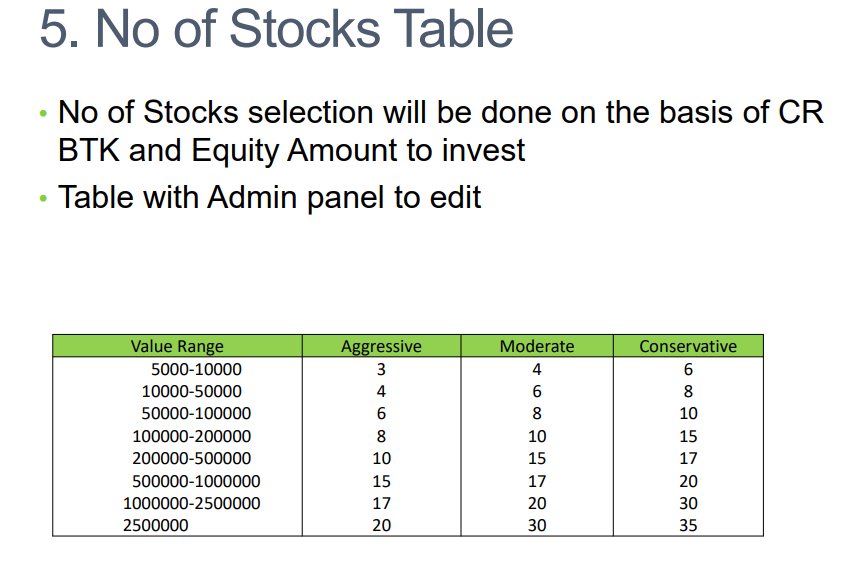 5. No of Stocks Table
• No of Stocks selection will be done on the basis of CR
BTK and Equity Amount to invest
• Table with Admin panel to edit
Value Range Aggressive Moderate Conservative
5000-10000 3 4 6
10000-50000 4 6 8
50000-100000 6 8 10
100000-200000 8 10 15
200000-500000 10 15 17
500000-1000000 15 17 20
1000000-2500000 17 20 30
2500000 20 30 35